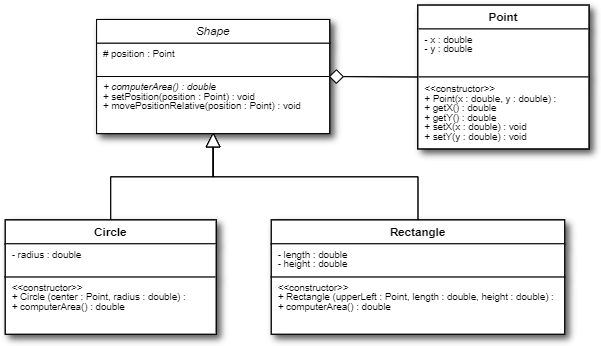 Shape
# position : Point
+ computerArea() : double
+ setPosition(position : Point) : void
+ movePositionRelative(position : Point) : void
Point
- x : double
- y : double
<<constructor>>
+ Point(x : double, y : double) :
+ getX() : double
+ getY() : double
+ setX(x : double) : void
+ setY(y : double) : void
Circle
- radius : double
<<constructor>>
+ Circle (center : Point, radius : double) :
+ computerArea() : double
Rectangle
- length : double
- height : double
<<constructor>>
+ Rectangle (upperLeft : Point, length : double, height : double) :
+ computerArea() : double